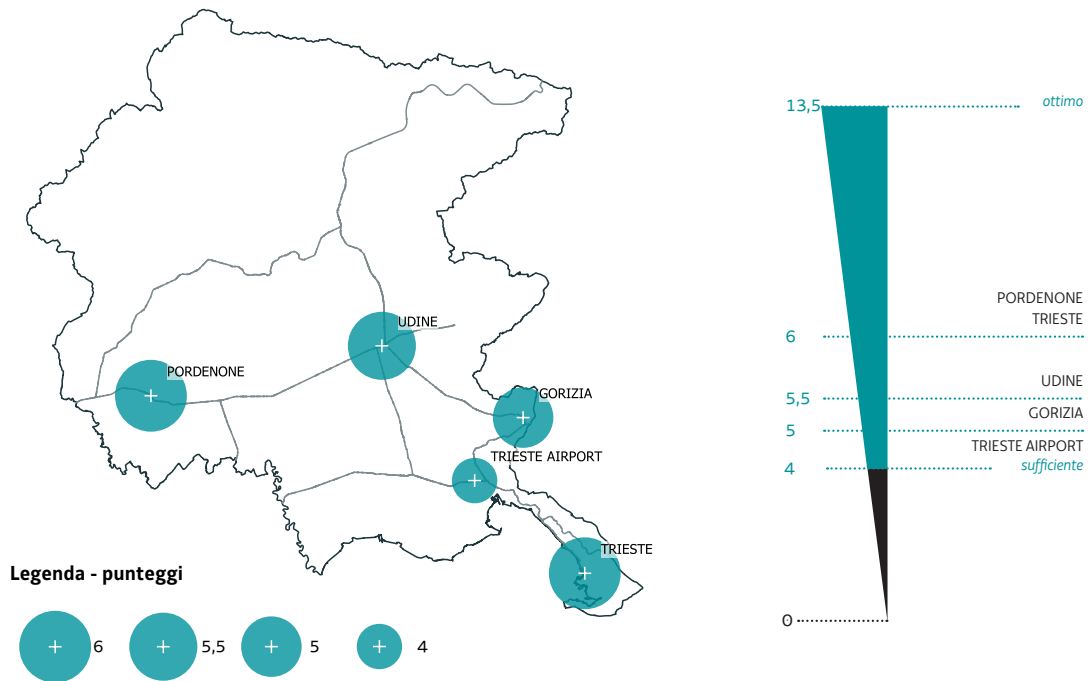 UDINE
PORDENONE
GORIZIA
TRIESTE AIRPORT
TRIESTE
Legenda - punteggi
6
5,5
5
4
13,5
ottimo
PORDENONE
TRIESTE
6
UDINE
5,5
GORIZIA
5
TRIESTE AIRPORT
4
sufficiente
0